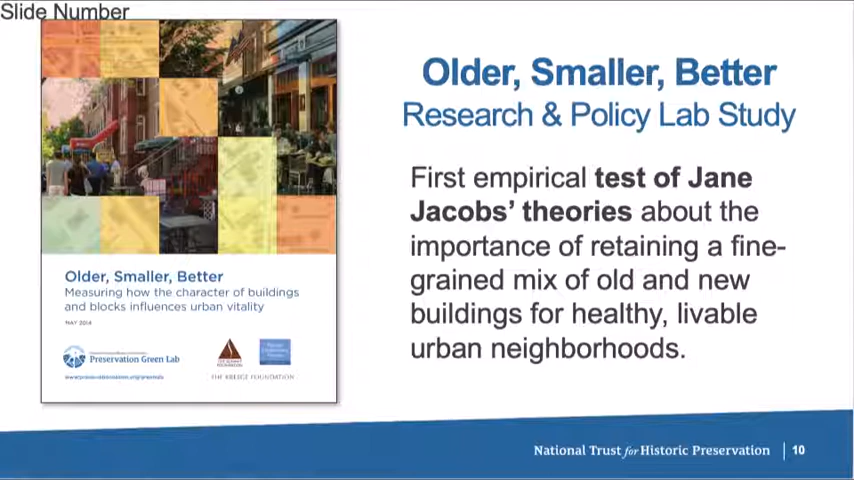 Slide Number
Older, Smaller, Better
Research & Policy Lab Study
First empirical test of Jane
Jacobs’ theories about the
importance of retaining a fine-
grained mix of old and new
buildings for healthy, livable
urban neighborhoods.
Older, Smaller, Better
Measuring how the character of buildings
and blocks influences urban vitality
MAY 2014
Preservation Green Lab
THE KRESGE FOUNDATION
National Trust for Historic Preservation
10